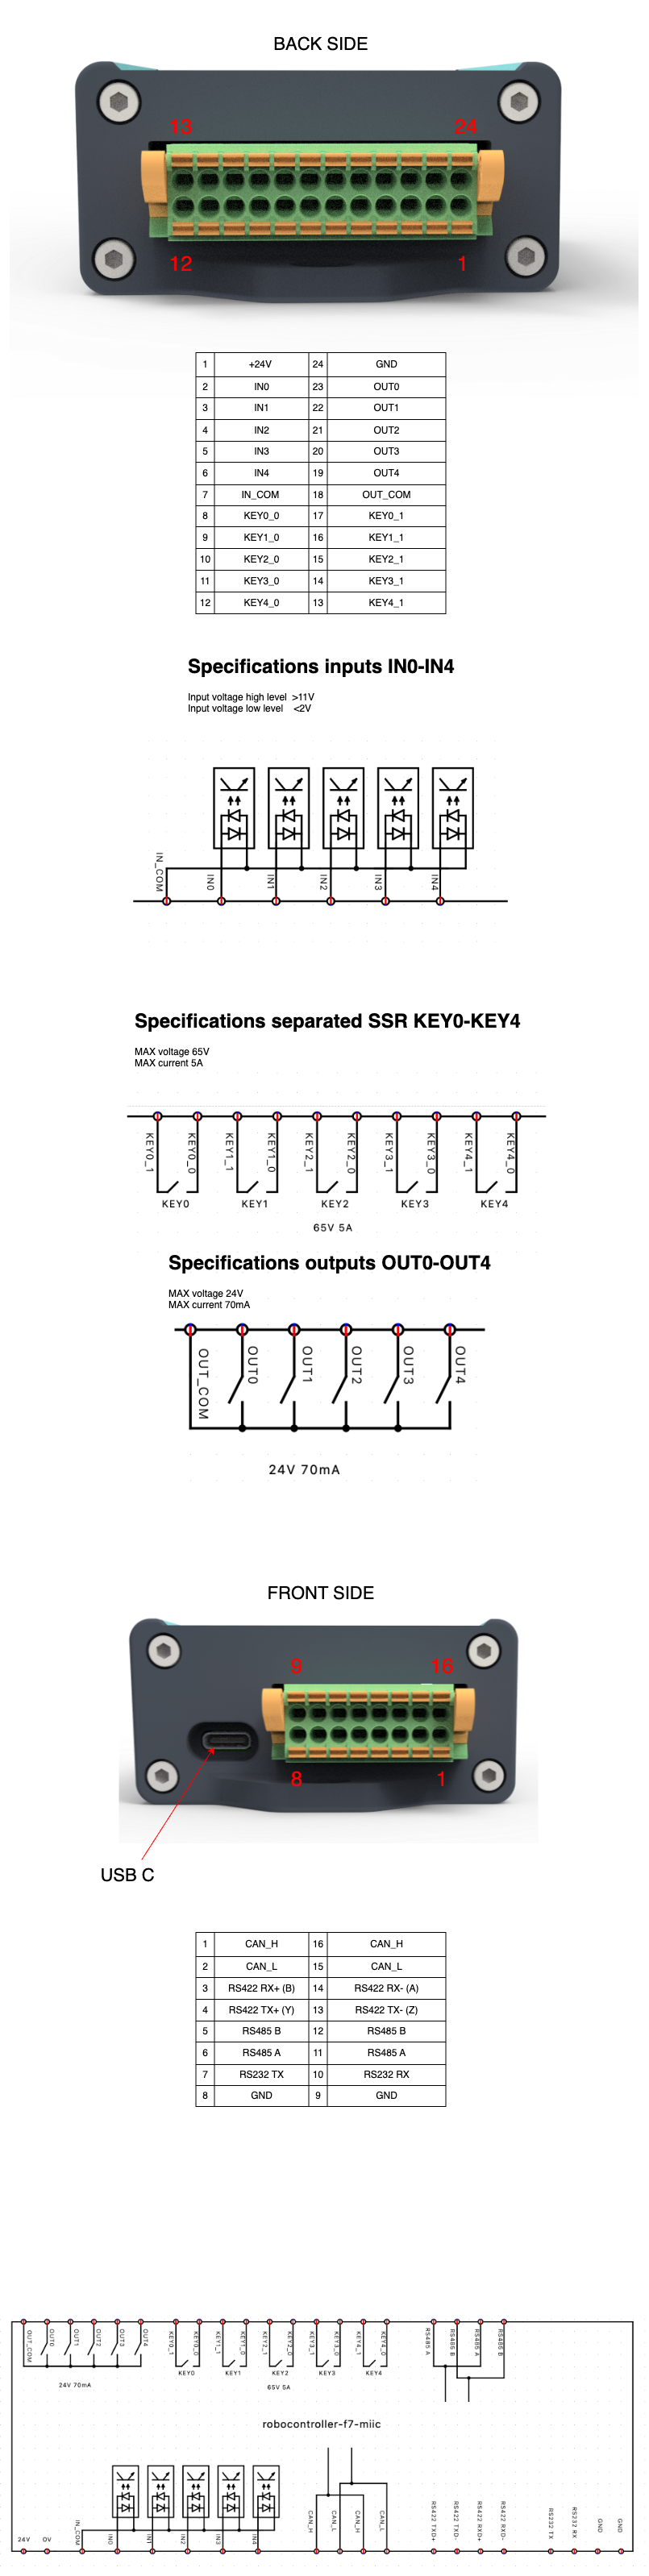 BACK SIDE
13 24
12 1
1 +24V 24 GND
2 IN0 23 OUT0
3 IN1 22 OUT1
4 IN2 21 OUT2
5 IN3 20 OUT3
6 IN4 19 OUT4
7 IN_COM 18 OUT_COM
8 KEY0_0 17 KEY0_1
9 KEY1_0 16 KEY1_1
10 KEY2_0 15 KEY2_1
11 KEY3_0 14 KEY3_1
12 KEY4_0 13 KEY4_1
Specifications inputs IN0-IN4
Input voltage high level >11V
Input voltage low level <2V
IN_COM IN0 IN1 IN2 IN3 IN4
Specifications separated SSR KEY0-KEY4
MAX voltage 65V
MAX current 5A
KEY0_1 KEY0_0 KEY1_1 KEY1_0 KEY2_1 KEY2_0 KEY3_1 KEY3_0 KEY4_1 KEY4_0
KEY0 KEY1 KEY2 KEY3 KEY4
65V 5A
Specifications outputs OUT0-OUT4
MAX voltage 24V
MAX current 70mA
OUT_COM OUT0 OUT1 OUT2 OUT3 OUT4
24V 70mA
FRONT SIDE
9 16
8 1
USB C
1 CAN_H 16 CAN_H
2 CAN_L 15 CAN_L
3 RS422 RX+ (B) 14 RS422 RX- (A)
4 RS422 TX+ (Y) 13 RS422 TX- (Z)
5 RS485 B 12 RS485 B
6 RS485 A 11 RS485 A
7 RS232 TX 10 RS232 RX
8 GND 9 GND
OUT_COM OUT0 OUT1 OUT2 OUT3 OUT4 KEY0_1 KEY0_0 KEY1_1 KEY1_0 KEY2_1 KEY2_0 KEY3_1 KEY3_0 KEY4_1 KEY4_0 RS485 A RS485 B RS485 A RS485 B
KEY0 KEY1 KEY2 KEY3 KEY4
24V 70mA 65V 5A
robocontroller-f7-miic
24V 0V IN_COM IN0 IN1 IN2 IN3 IN4 CAN_H CAN_L CAN_H CAN_L RS422 TXD+ RS422 TXD- RS422 RXD+ RS422 RXD- RS232 TX RS232 RX GND GND